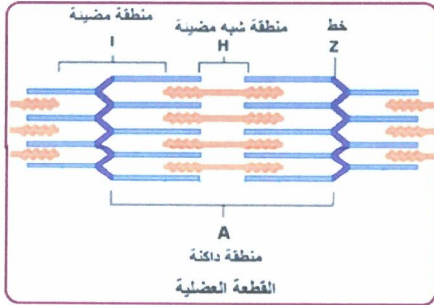 منطقة مضيئة
I
منطقة شبه مضيئة
H
خط
Z
A
منطقة داكنة
القطعة العضلية